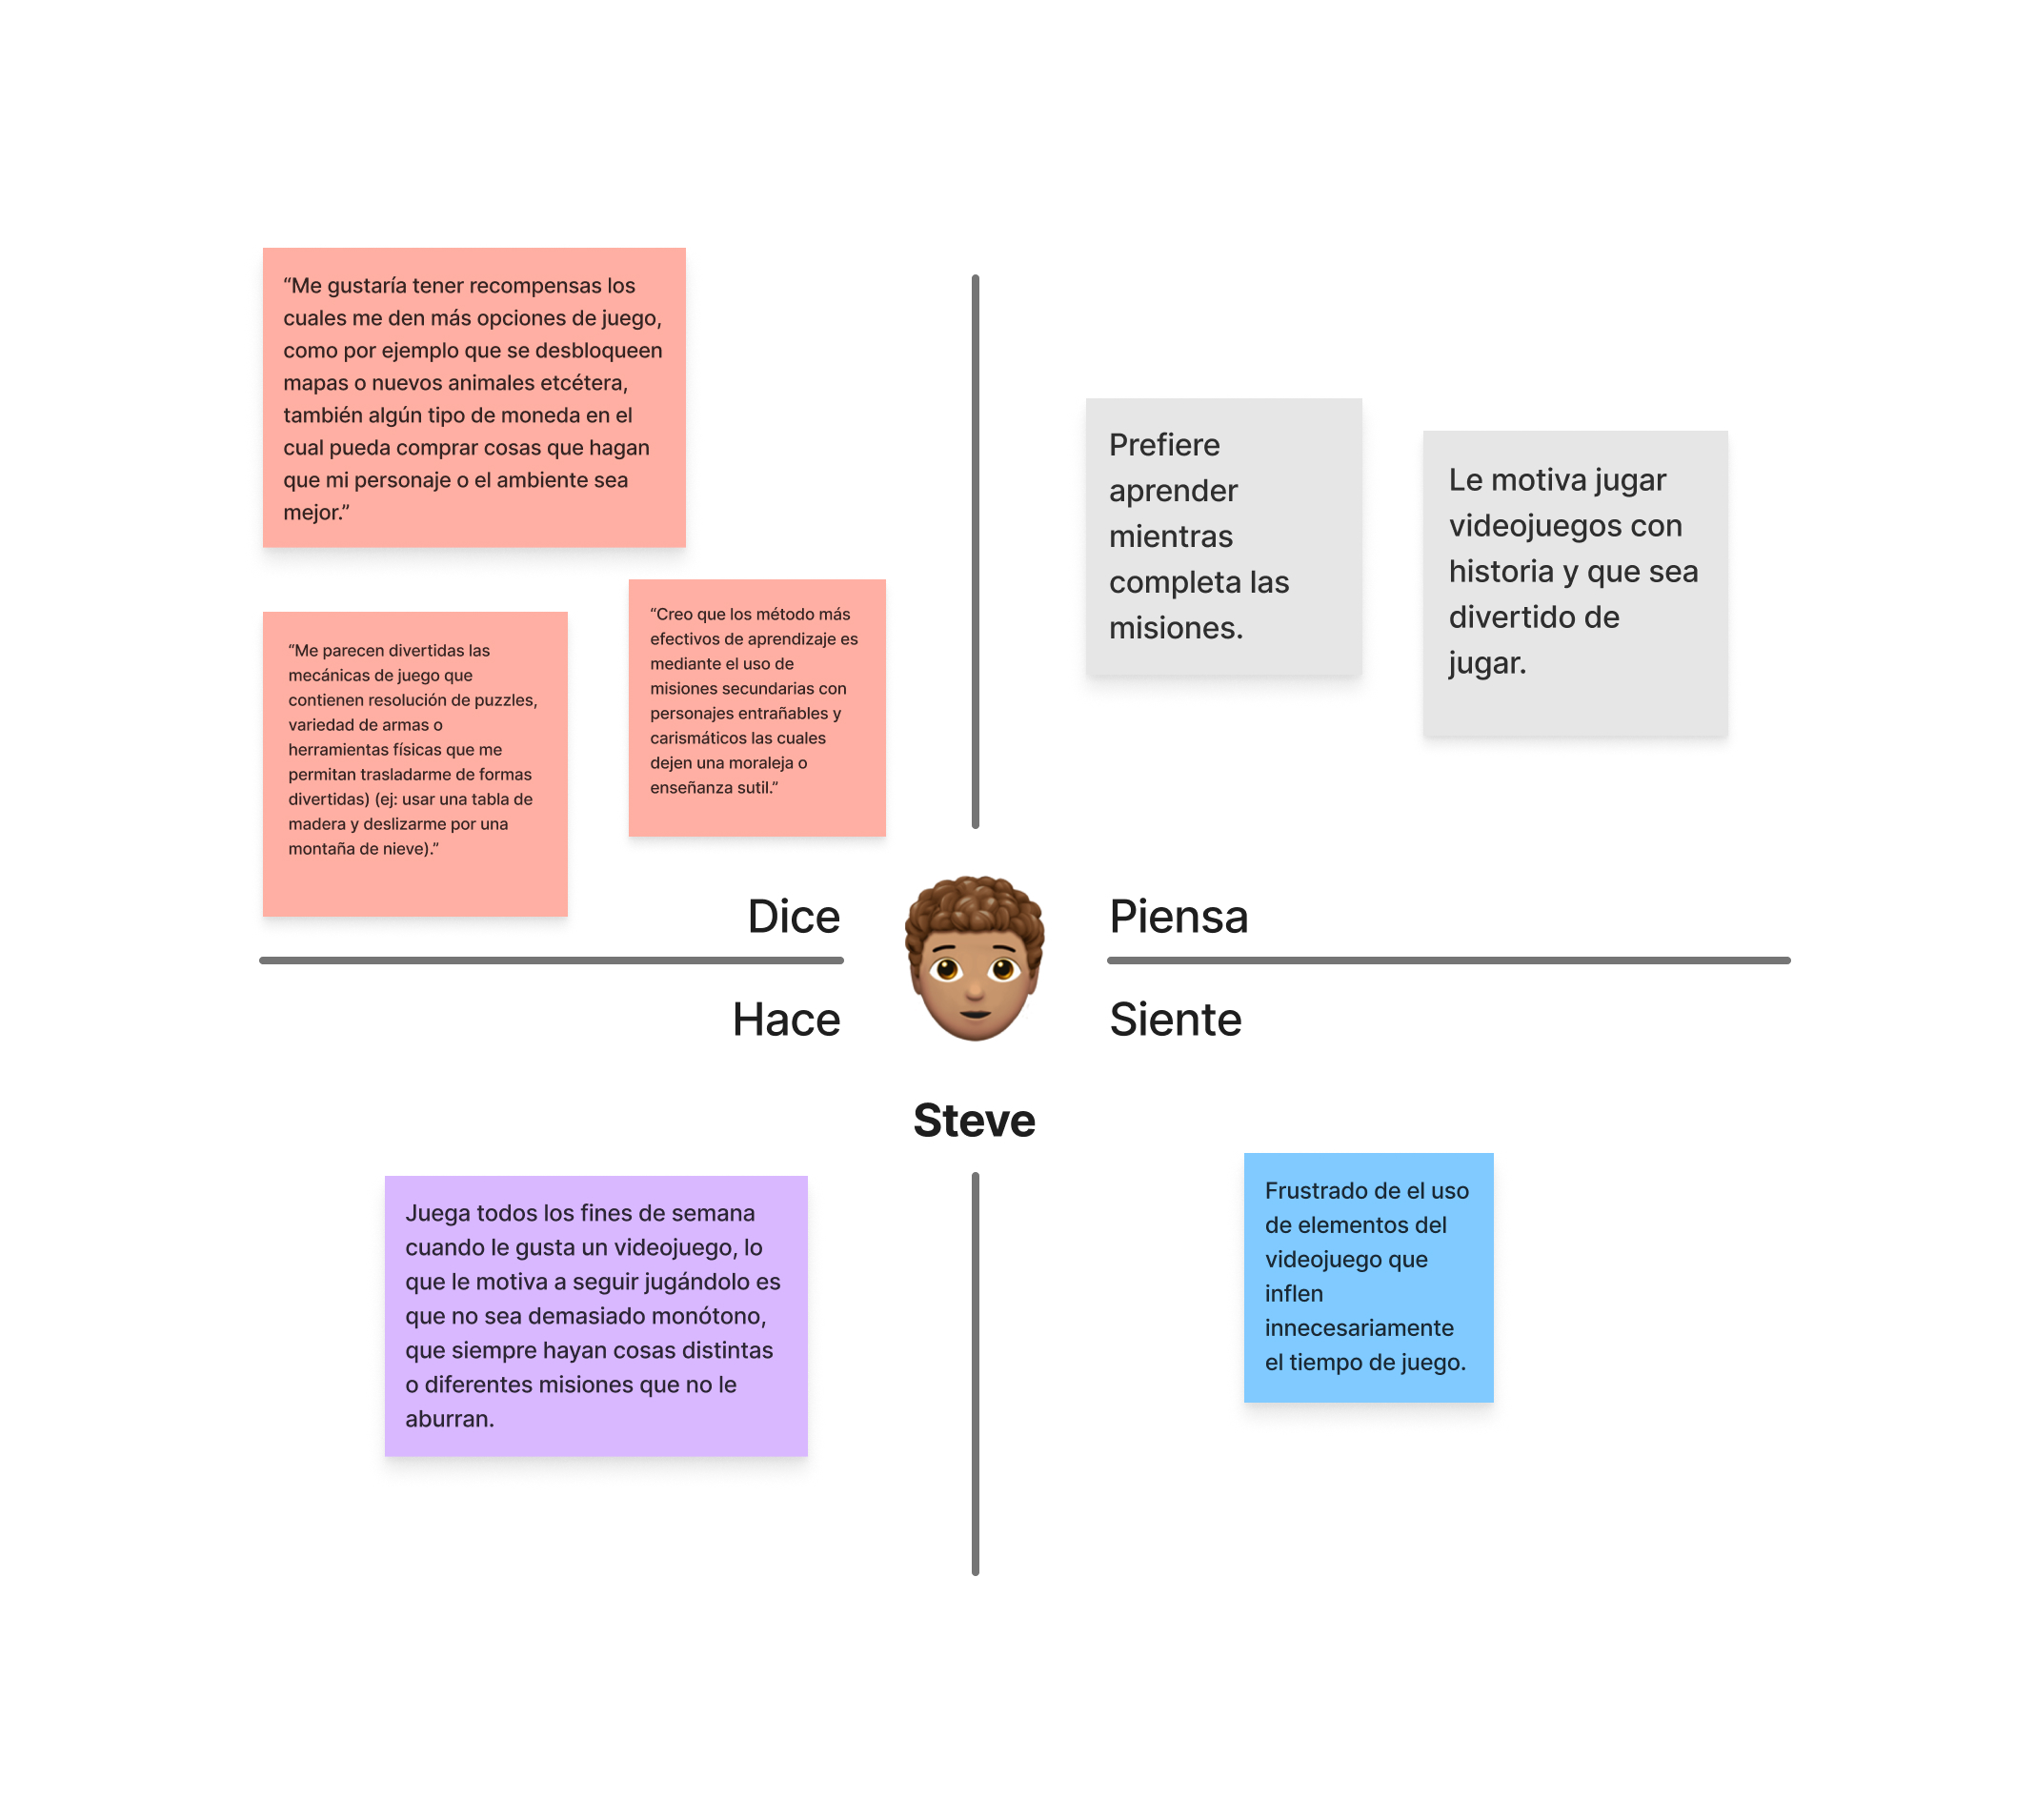 “Me gustaría tener recompensas los
cuales me den más opciones de juego,
como por ejemplo que se desbloqueen
mapas o nuevos animales etcétera,
también algún tipo de moneda en el
cual pueda comprar cosas que hagan
que mi personaje o el ambiente sea
mejor.”
“Me parecen divertidas las
mecánicas de juego que
contienen resolución de puzzles,
variedad de armas o
herramientas físicas que me
permitan trasladarme de formas
divertidas) (ej: usar una tabla de
madera y deslizarme por una
montaña de nieve).”
“Creo que los método más
efectivos de aprendizaje es
mediante el uso de
misiones secundarias con
personajes entrañables y
carismáticos las cuales
dejen una moraleja o
enseñanza sutil.”
Dice
Prefiere
aprender
mientras
completa las
misiones.
Le motiva jugar
videojuegos con
historia y que sea
divertido de
jugar.
Piensa
Hace
Siente
Steve
Juega todos los fines de semana
cuando le gusta un videojuego, lo
que le motiva a seguir jugándolo es
que no sea demasiado monótono,
que siempre hayan cosas distintas
o diferentes misiones que no le
aburran.
Frustrado de el uso
de elementos del
videojuego que
inflen
innecesariamente
el tiempo de juego.